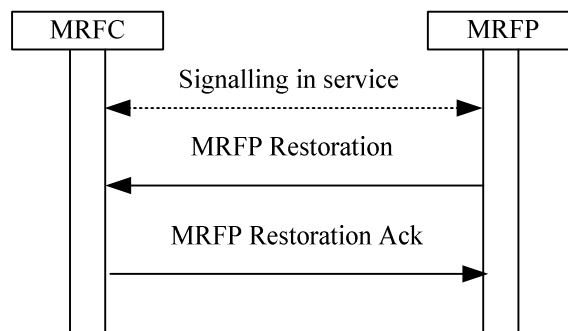 MRFC
MRFP
Signalling in service
MRFP Restoration
MRFP Restoration Ack